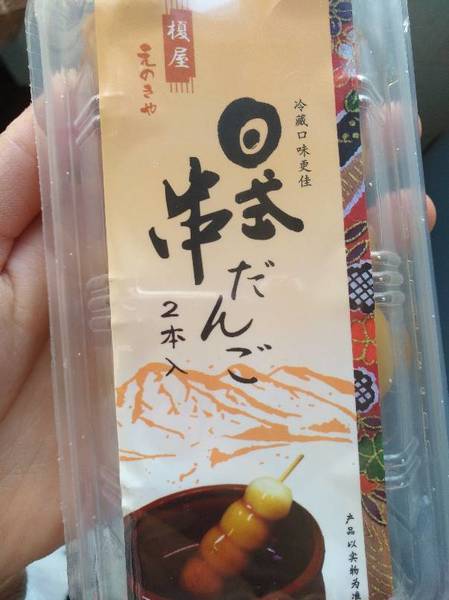 榎屋
えのきや
冷藏口味更佳
日式
串だんご
2本入
产品以实物为准